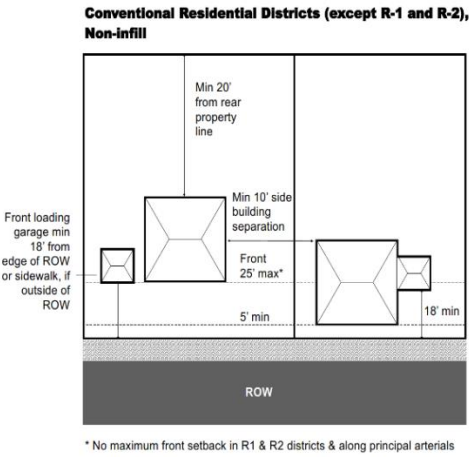 Conventional Residential Districts (except R-1 and R-2),
Non-infill
Min 20'
from rear
property
line
Min 10' side
building
separation
Front loading
garage min
18' from
edge of ROW
or sidewalk, if
outside of
ROW
Front
25' max*
5' min
18' min
ROW
* No maximum front setback in R1 & R2 districts & along principal arterials